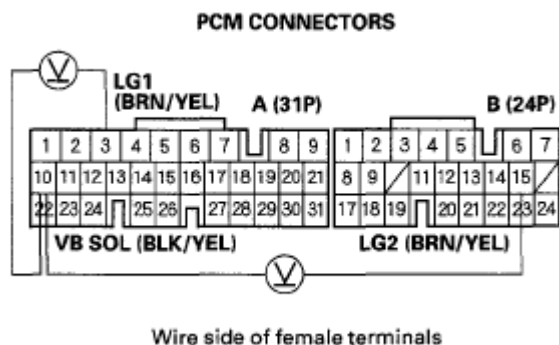 PCM CONNECTORS
V
LG1
(BRN/YEL)
A (31P)
B (24P)
1 2 3 4 5 6 7 8 9
1 2 3 4 5 6 7
10 11 12 13 14 15 16 17 18 19 20 21
8 9 11 12 13 14 15
22 23 24 25 26 27 28 29 30 31
17 18 19 20 21 22 23 24
VB SOL (BLK/YEL)
LG2 (BRN/YEL)
V
Wire side of female terminals